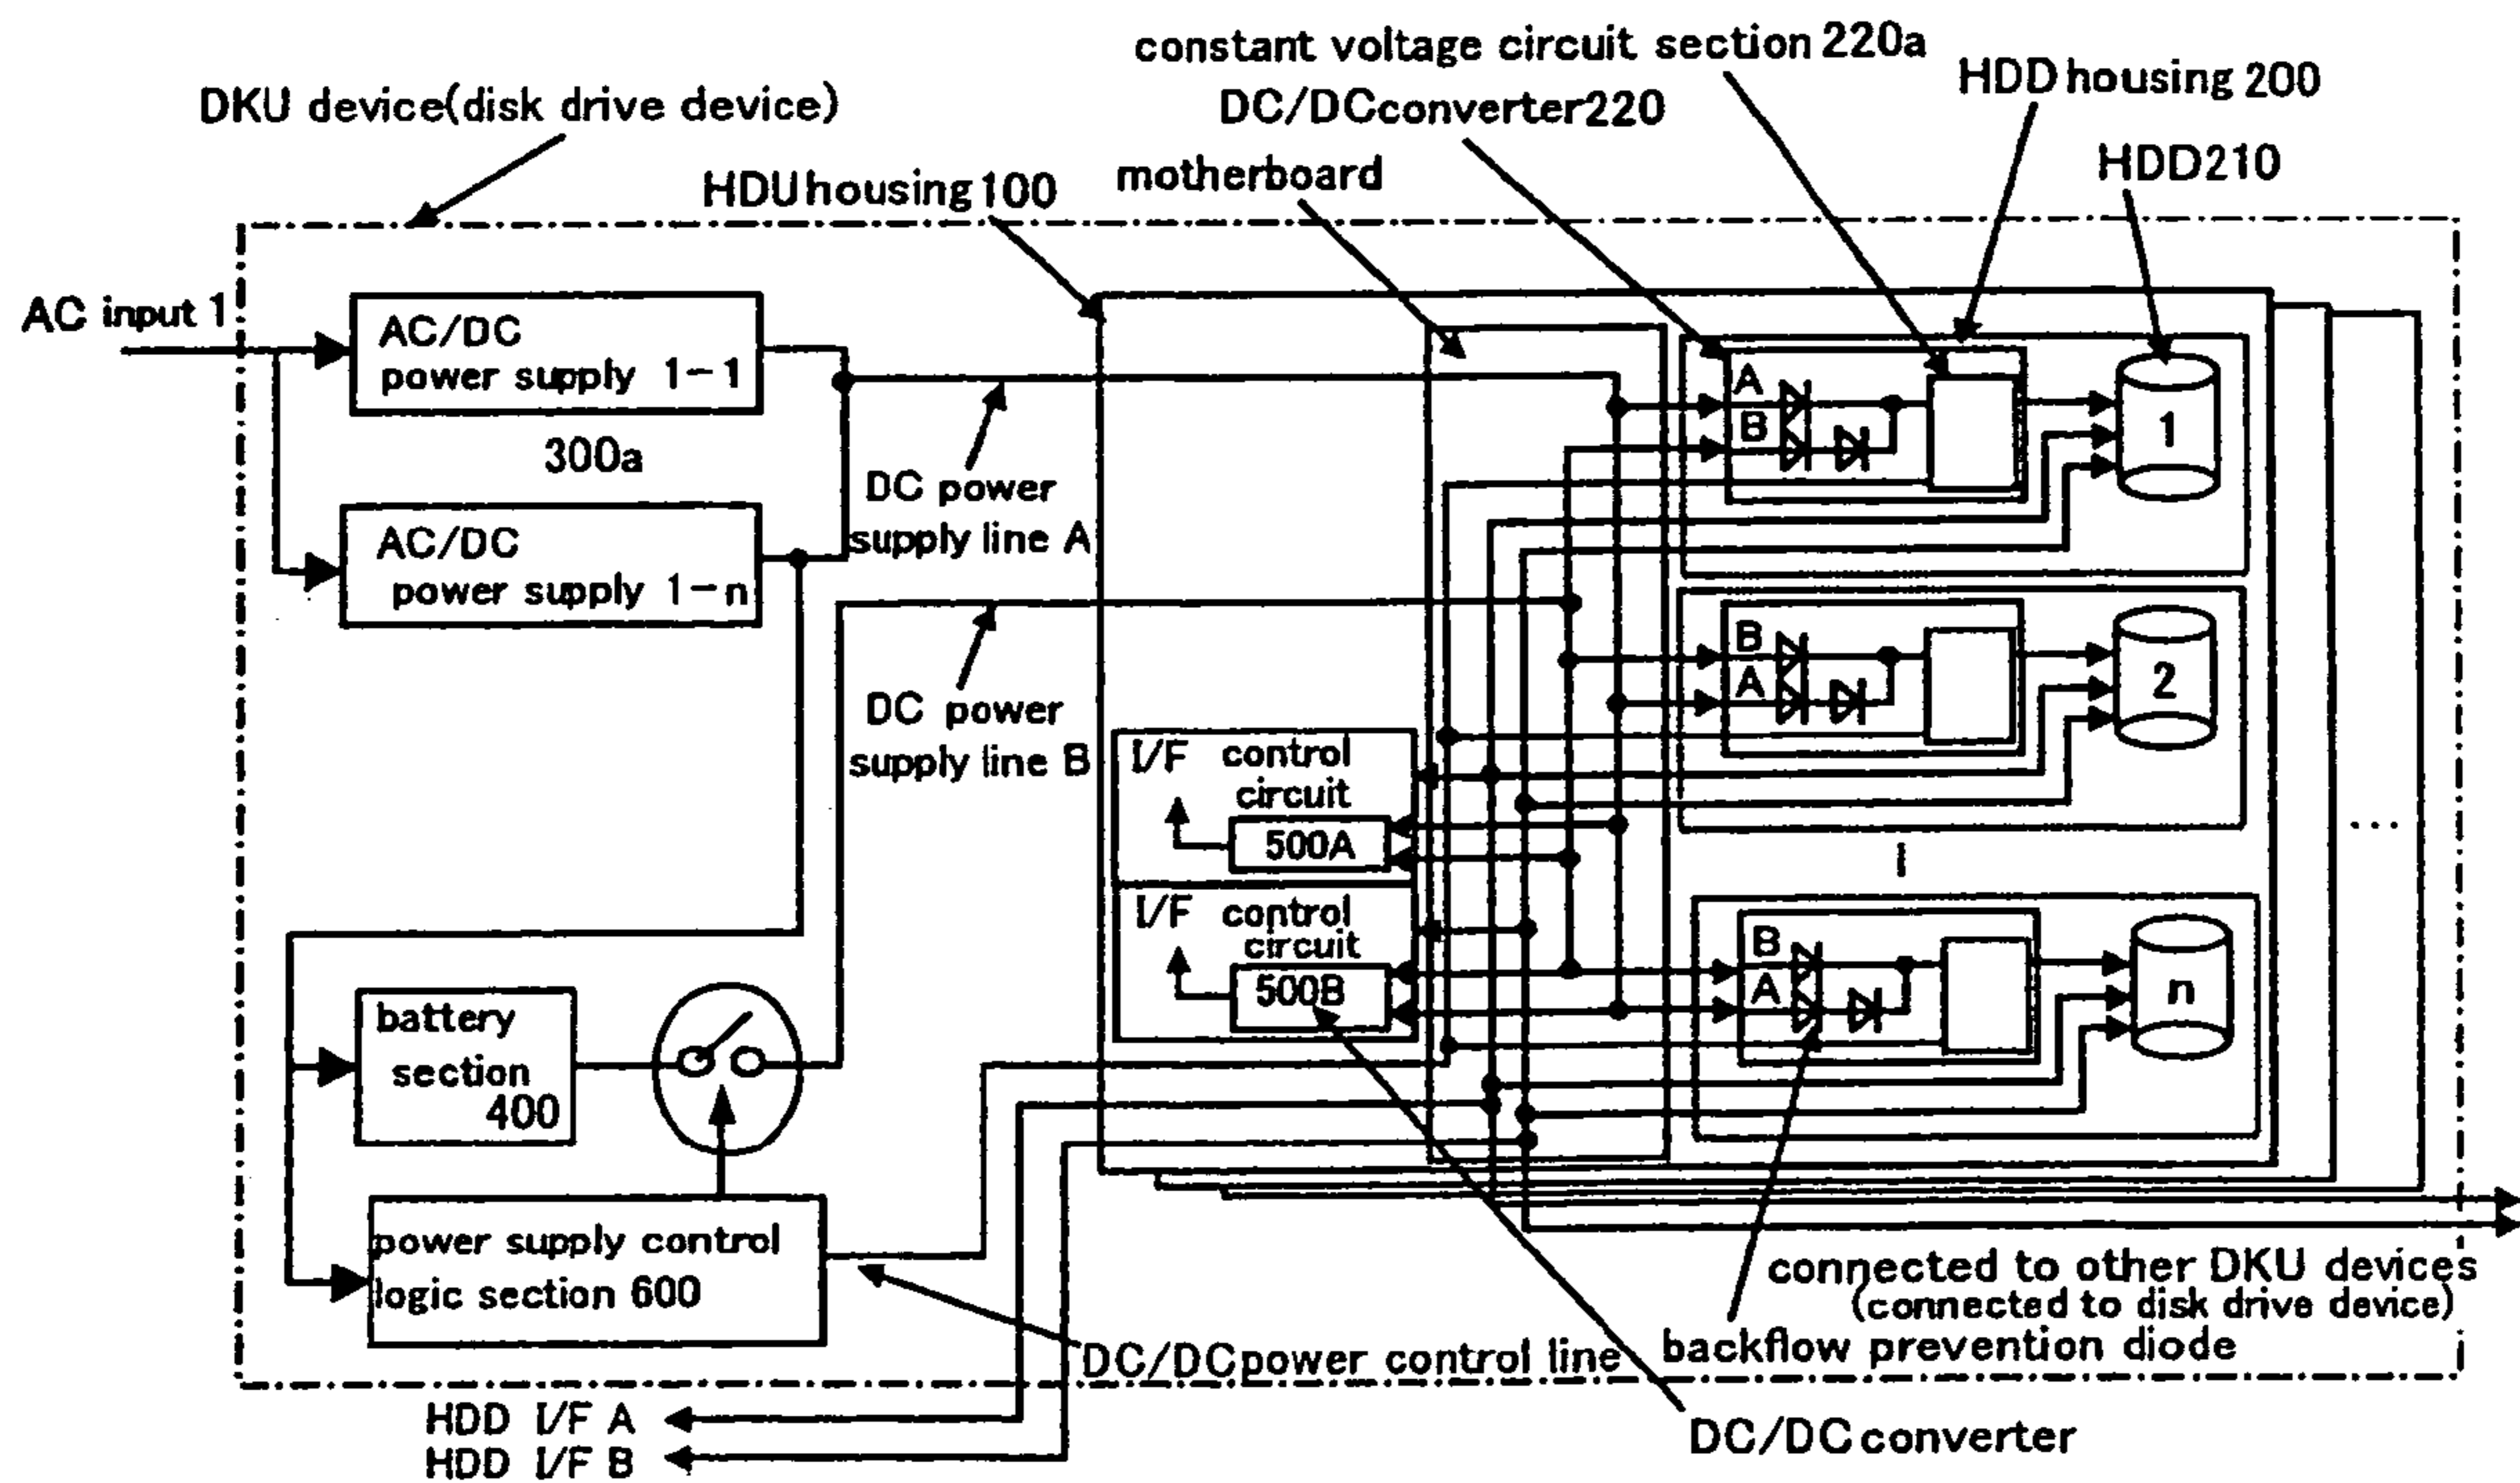 constant voltage circuit section 220a
DKU device(disk drive device)
DC/DCconverter220
HDD housing 200
HDUhousing100
motherboard
HDD210
AC input 1
AC/DC
power supply 1-1
300a
AC/DC
power supply 1-n
DC power
supply line A
DC power
supply line B
A
B
1
B
A
2
I/F control
circuit
500A
I/F control
circuit
500B
B
A
n
...
battery
section
400
power supply control
logic section 600
connected to other DKU devices
(connected to disk drive device)
backflow prevention diode
DC/DCpower control line
DC/DCconverter
HDD I/F A
HDD I/F B